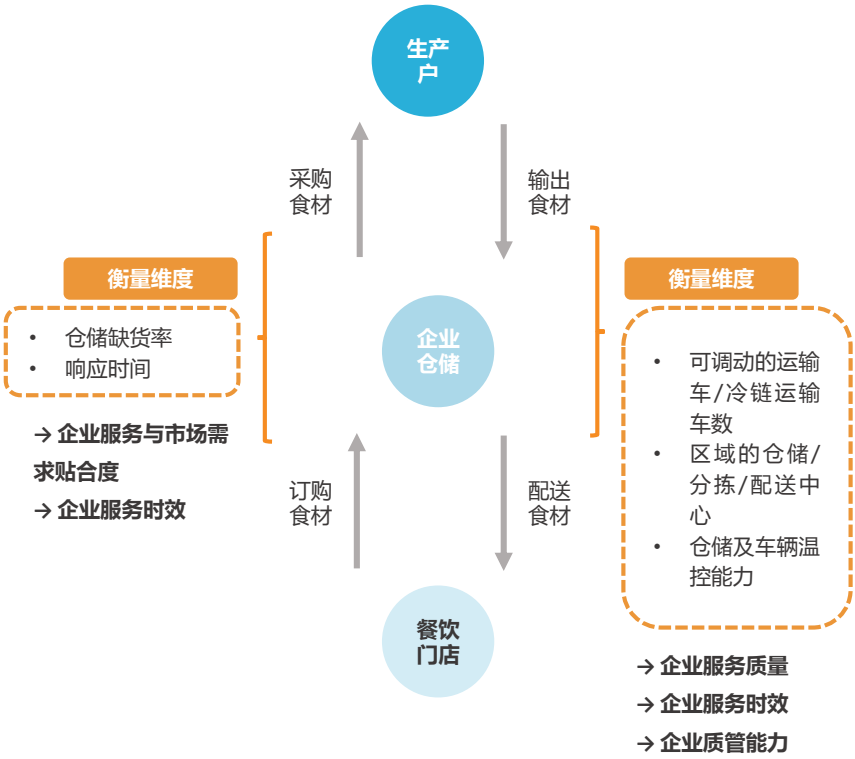 生产
户
采购
食材
输出
食材
衡量维度
• 仓储缺货率
• 响应时间
→ 企业服务与市场需
求贴合度
→ 企业服务时效
企业
仓储
衡量维度
• 可调动的运输
车/冷链运输
车数
• 区域的仓储/
分拣/配送中
心
• 仓储及车辆温
控能力
订购
食材
配送
食材
餐饮
门店
→ 企业服务质量
→ 企业服务时效
→ 企业质管能力